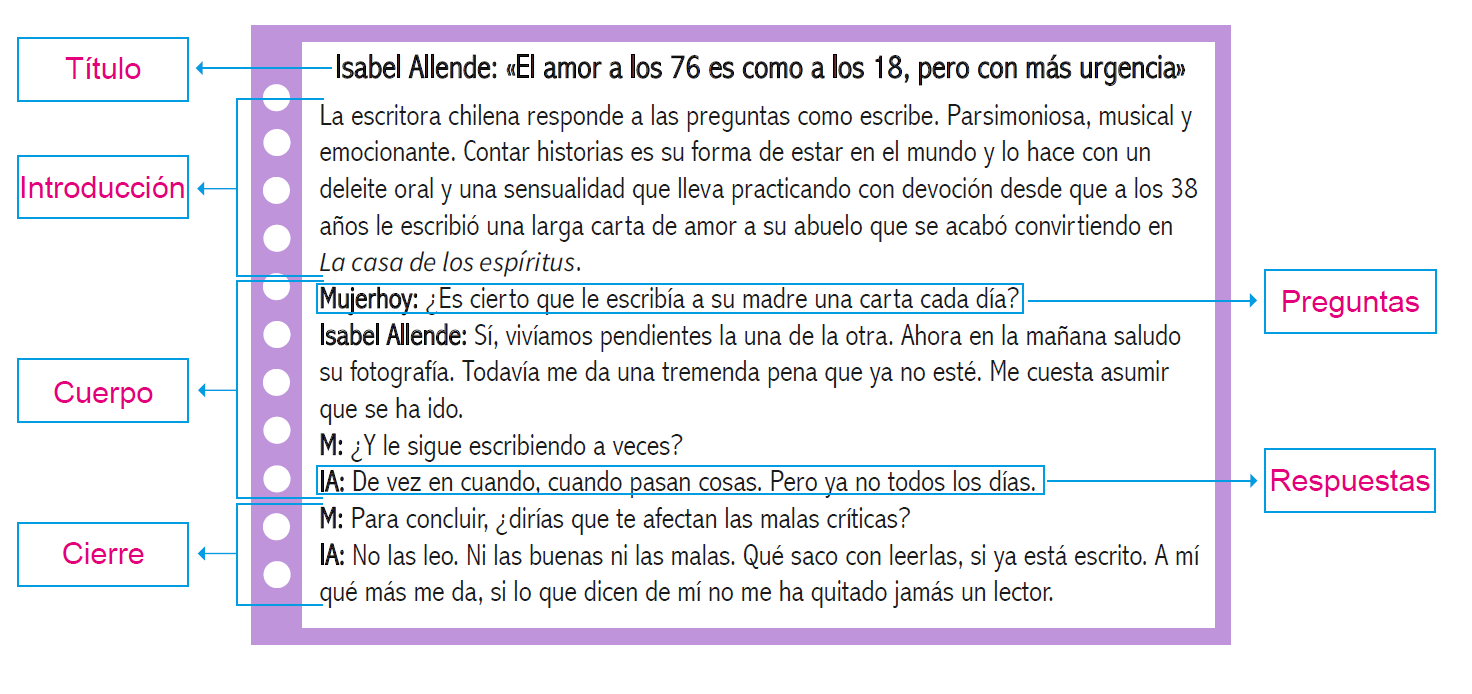 Título
Isabel Allende: «El amor a los 76 es como a los 18, pero con más urgencia»
Introducción
La escritora chilena responde a las preguntas como escribe. Parsimoniosa, musical y
emocionante. Contar historias es su forma de estar en el mundo y lo hace con un
deleite oral y una sensualidad que lleva practicando con devoción desde que a los 38
años le escribió una larga carta de amor a su abuelo que se acabó convirtiendo en
La casa de los espíritus.
Cuerpo
Mujerhoy: ¿Es cierto que le escribía a su madre una carta cada día?
Preguntas
Isabel Allende: Sí, vivíamos pendientes la una de la otra. Ahora en la mañana saludo
su fotografía. Todavía me da una tremenda pena que ya no esté. Me cuesta asumir
que se ha ido.
M: ¿Y le sigue escribiendo a veces?
IA: De vez en cuando, cuando pasan cosas. Pero ya no todos los días.
Respuestas
Cierre
M: Para concluir, ¿dirías que te afectan las malas críticas?
IA: No las leo. Ni las buenas ni las malas. Qué saco con leerlas, si ya está escrito. A mí
qué más me da, si lo que dicen de mí no me ha quitado jamás un lector.